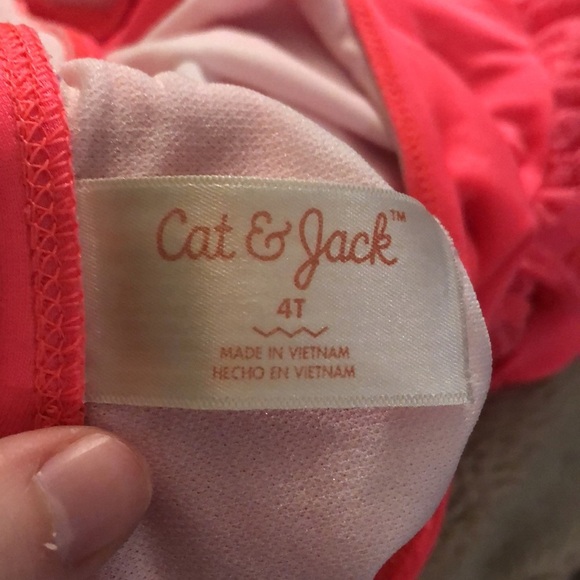 Cat & Jack™
4T
MADE IN VIETNAM
HECHO EN VIETNAM